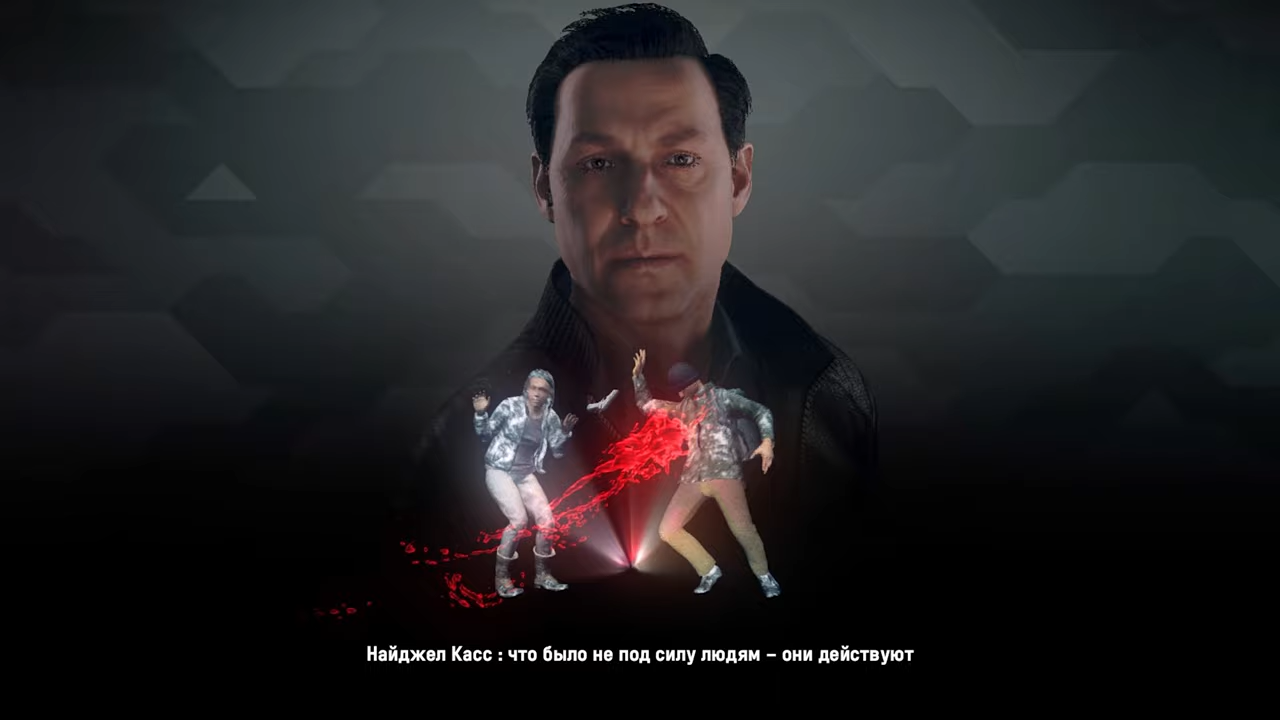 Найджел Касс : что было не под силу людям – они действуют